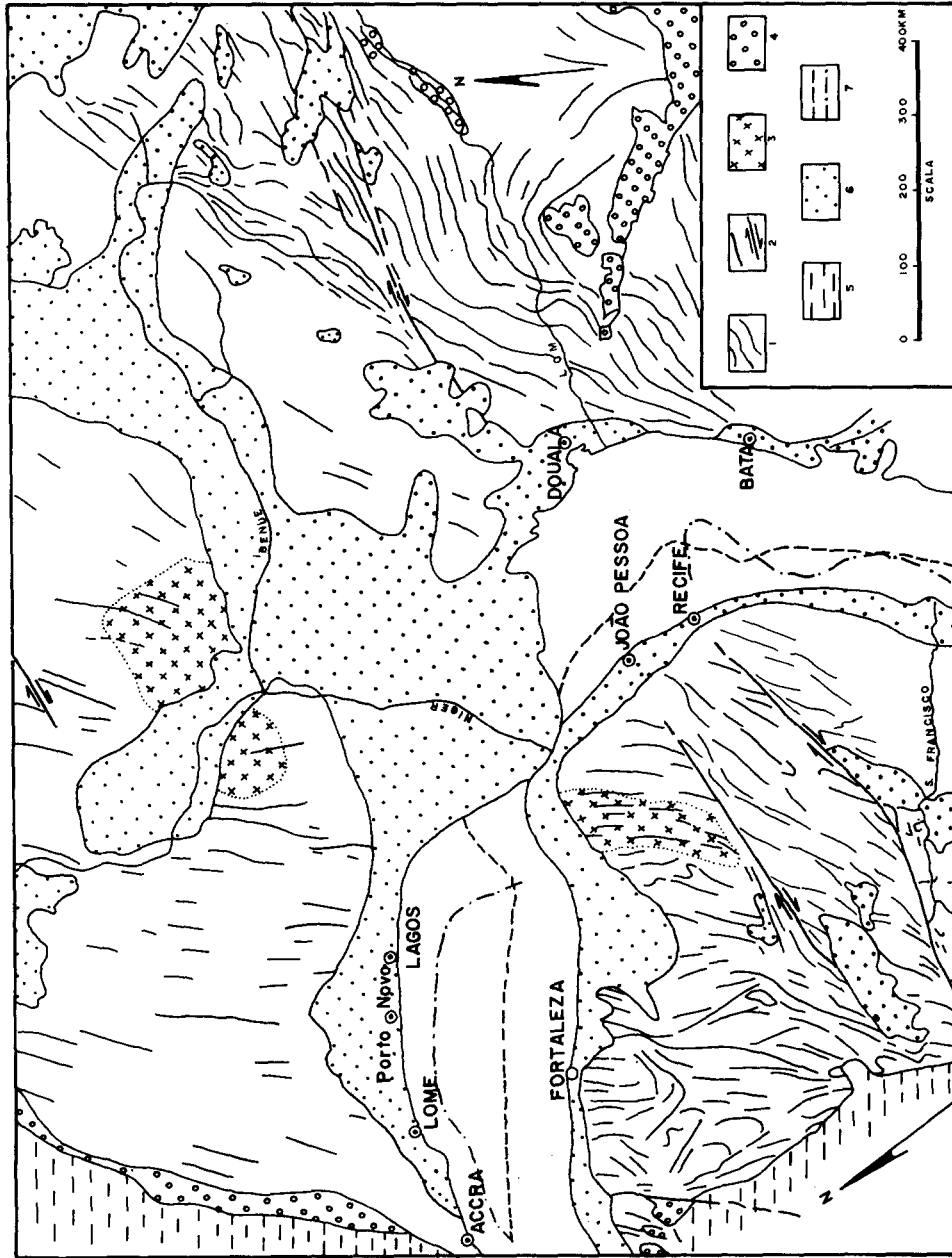 BENUE
Porto Novo
LAGOS
LOME
NIGER
N
ACCRA
DOUALA
L M
FORTALEZA
JOÃO PESSOA
RECIFE
BATA
1 2 3 4
N
5 6 7
0 100 200 300 400KM
SCALA
S. FRANCISCO